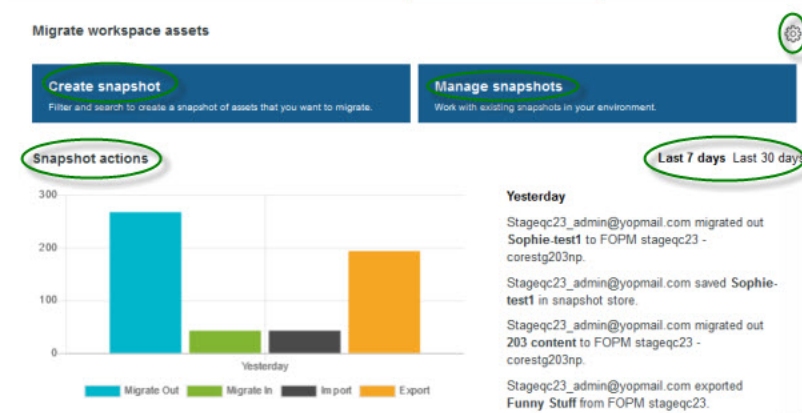 Migrate workspace assets
Create snapshot
Filter and search to create a snapshot of assets that you want to migrate.
Manage snapshots
Work with existing snapshots in your environment.
Snapshot actions
Last 7 days Last 30 days
300
200
100
0
Yesterday
Migrate Out Migrate In Import Export
Yesterday
Stageqc23_admin@yopmail.com migrated out
Sophie-test1 to FOPM stageqc23 -
corestg203np.
Stageqc23_admin@yopmail.com saved Sophie-
test1 in snapshot store.
Stageqc23_admin@yopmail.com migrated out
203 content to FOPM stageqc23 -
corestg203np.
Stageqc23_admin@yopmail.com exported
Funny Stuff from FOPM stageqc23.